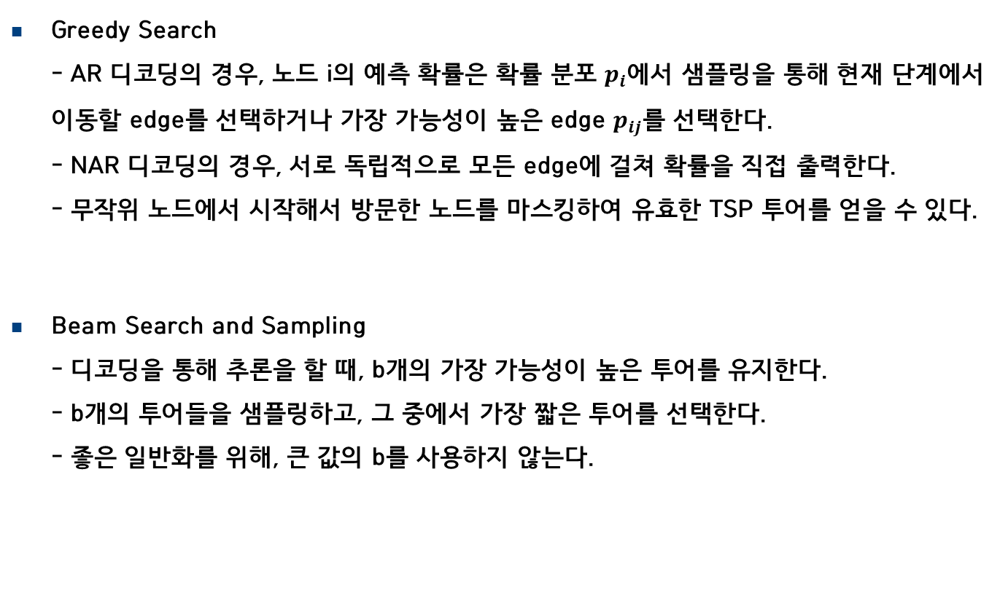 ▪ Greedy Search
- AR 디코딩의 경우, 노드 i의 예측 확률은 확률 분포 𝒑ᵢ에서 샘플링을 통해 현재 단계에서
이동할 edge를 선택하거나 가장 가능성이 높은 edge 𝒑ᵢⱼ를 선택한다.
- NAR 디코딩의 경우, 서로 독립적으로 모든 edge에 걸쳐 확률을 직접 출력한다.
- 무작위 노드에서 시작해서 방문한 노드를 마스킹하여 유효한 TSP 투어를 얻을 수 있다.
▪ Beam Search and Sampling
- 디코딩을 통해 추론을 할 때, b개의 가장 가능성이 높은 투어를 유지한다.
- b개의 투어들을 샘플링하고, 그 중에서 가장 짧은 투어를 선택한다.
- 좋은 일반화를 위해, 큰 값의 b를 사용하지 않는다.